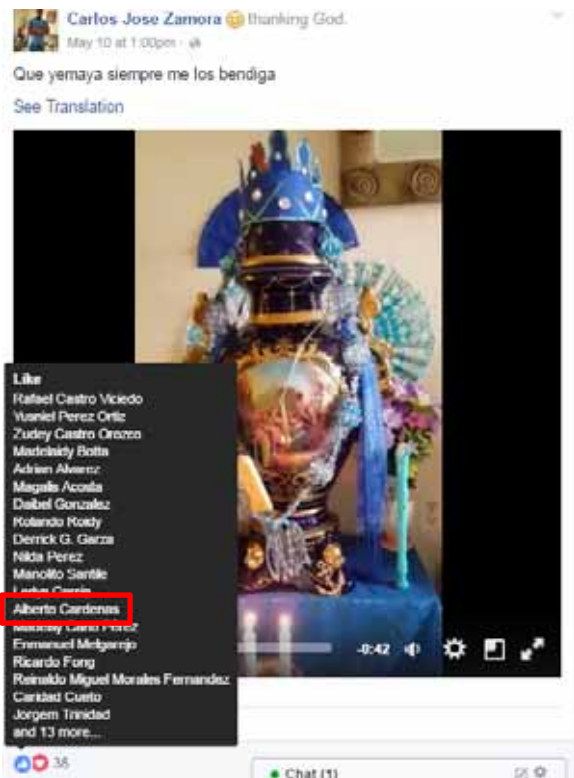 Carlos Jose Zamora thanking God.
May 10 at 1:00pm
Que yemaya siempre me los bendiga
See Translation
Like
Rafael Castro Viciedo
Yusniel Perez Ortiz
Zudey Castro Orozco
Madelaidy Botta
Adrian Alvarez
Magalis Acosta
Daibel Gonzalez
Rolando Roidy
Derrick G. Garza
Nilda Perez
Manolito Santile
Garcia
Alberto Cardenas
Perez
Enmanuel Melgarejo
Ricardo Fong
Reinaldo Miguel Morales Fernandez
Caridad Cueto
Jorgem Trinidad
and 13 more...
-0:42
Chat (1)